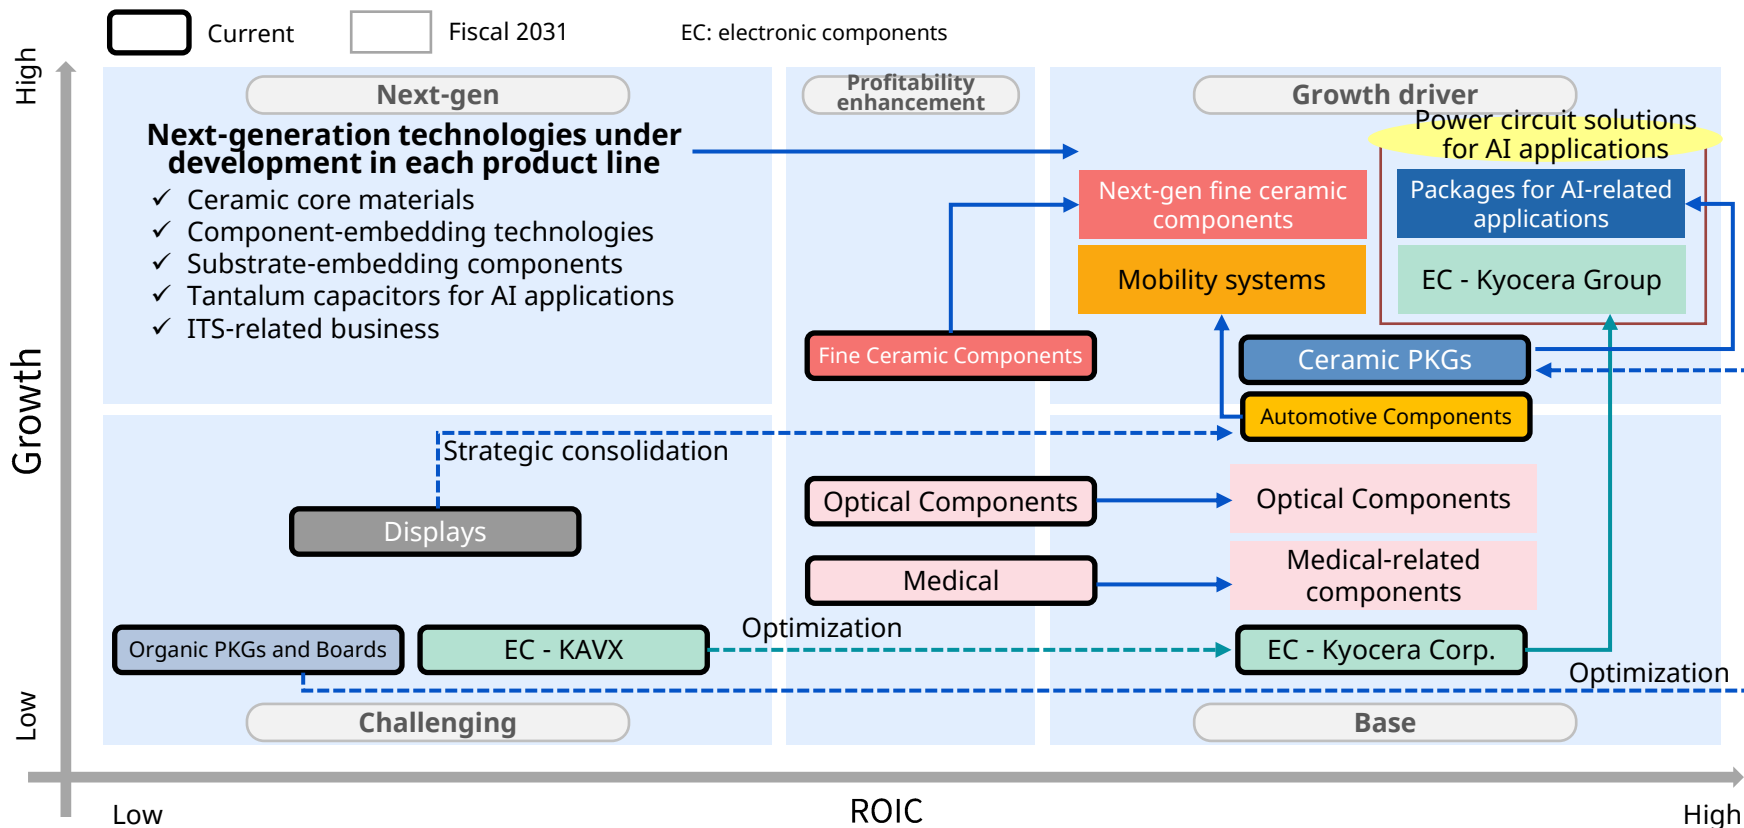 Current
Fiscal 2031
EC: electronic components
High
Growth
Low
Next-gen
Next-generation technologies under
development in each product line
✓ Ceramic core materials
✓ Component-embedding technologies
✓ Substrate-embedding components
✓ Tantalum capacitors for AI applications
✓ ITS-related business
Profitability
enhancement
Growth driver
Power circuit solutions
for AI applications
Next-gen fine ceramic
components
Packages for AI-related
applications
Mobility systems
EC - Kyocera Group
Fine Ceramic Components
Ceramic PKGs
Automotive Components
Strategic consolidation
Displays
Optical Components
Optical Components
Medical
Medical-related
components
Organic PKGs and Boards
EC - KAVX
Optimization
EC - Kyocera Corp.
Optimization
Challenging
Base
Low
ROIC
High